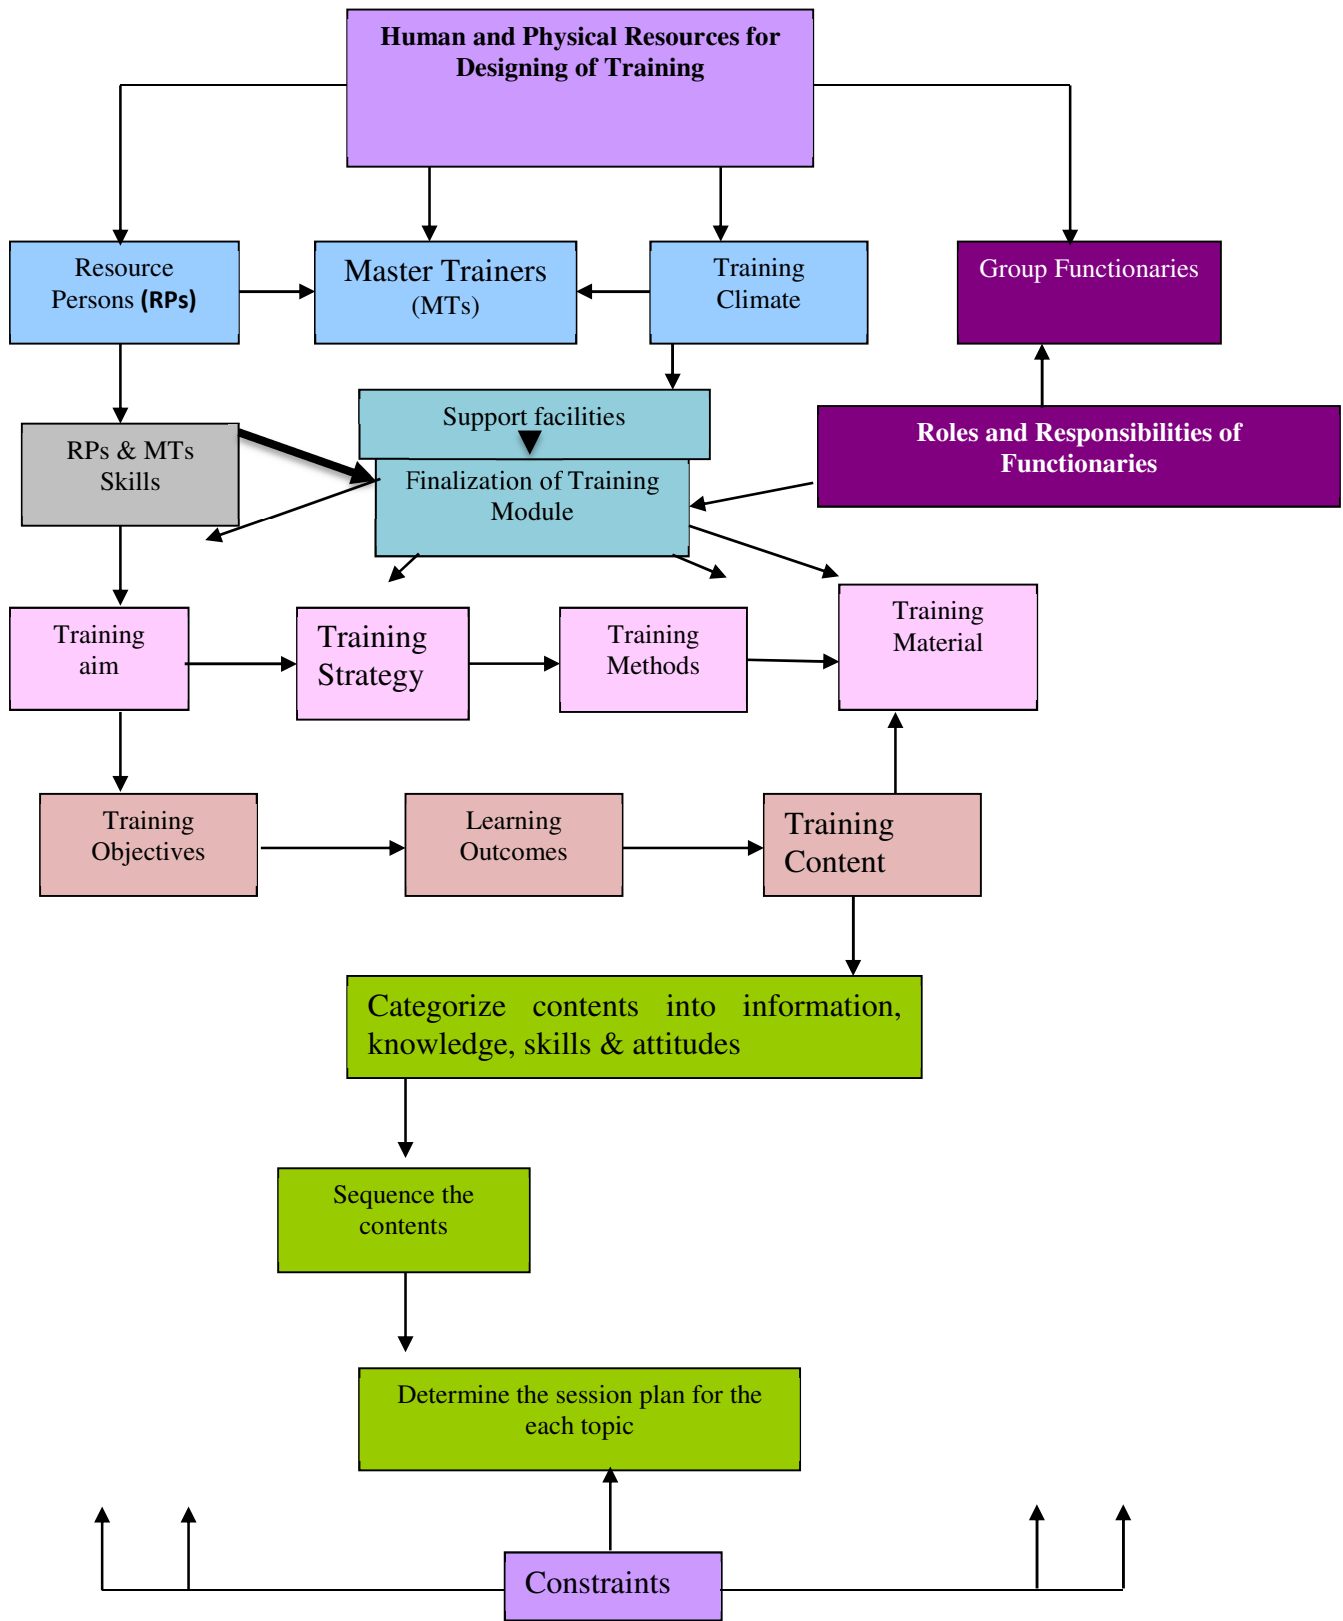 Human and Physical Resources for
Designing of Training
Resource
Persons (RPs)
Master Trainers
(MTs)
Training
Climate
Group Functionaries
Support facilities
Roles and Responsibilities of
Functionaries
RPs & MTs
Skills
Finalization of Training
Module
Training
aim
Training
Strategy
Training
Methods
Training
Material
Training
Objectives
Learning
Outcomes
Training
Content
Categorize contents into information,
knowledge, skills & attitudes
Sequence the
contents
Determine the session plan for the
each topic
Constraints